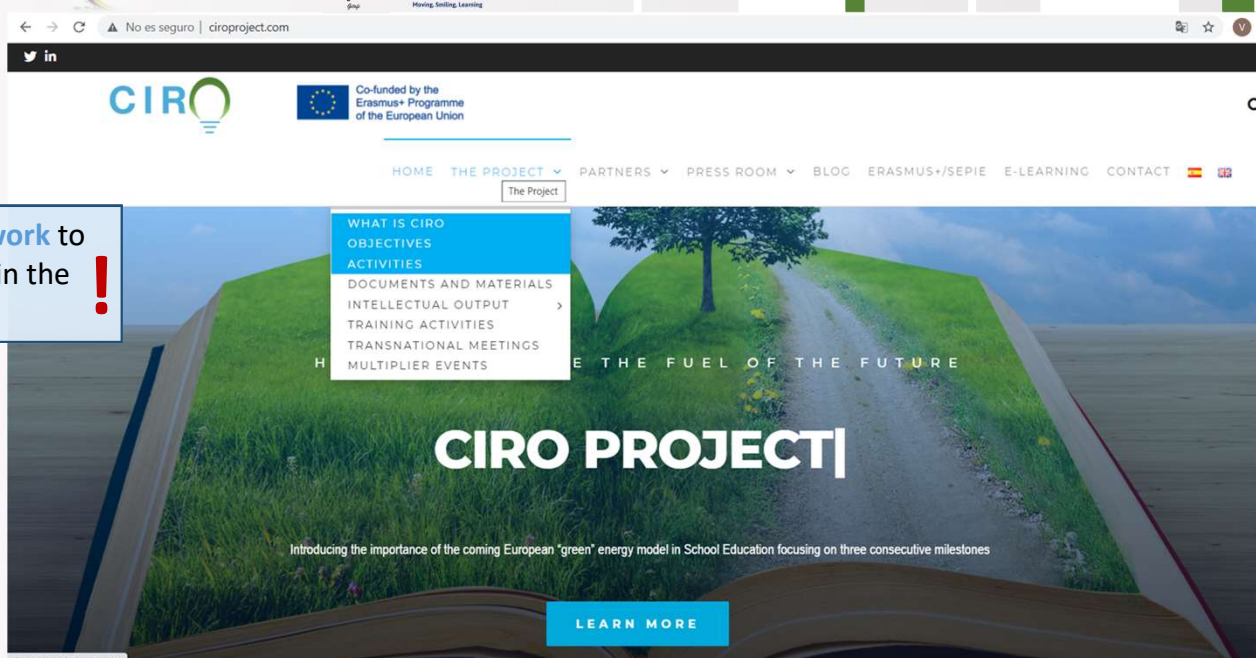 Moving, Smiling, Learning
No es seguro | ciroproject.com
V
in
CIRO
Co-funded by the
Erasmus+ Programme
of the European Union
HOME THE PROJECT PARTNERS PRESS ROOM BLOG ERASMUS+/SEPIE E-LEARNING CONTACT
The Project
WHAT IS CIRO
OBJECTIVES
ACTIVITIES
DOCUMENTS AND MATERIALS
INTELLECTUAL OUTPUT >
TRAINING ACTIVITIES
TRANSNATIONAL MEETINGS
MULTIPLIER EVENTS
work to
in the
!
H E THE FUEL OF THE FUTURE
CIRO PROJECT|
Introducing the importance of the coming European "green" energy model in School Education focusing on three consecutive milestones
LEARN MORE